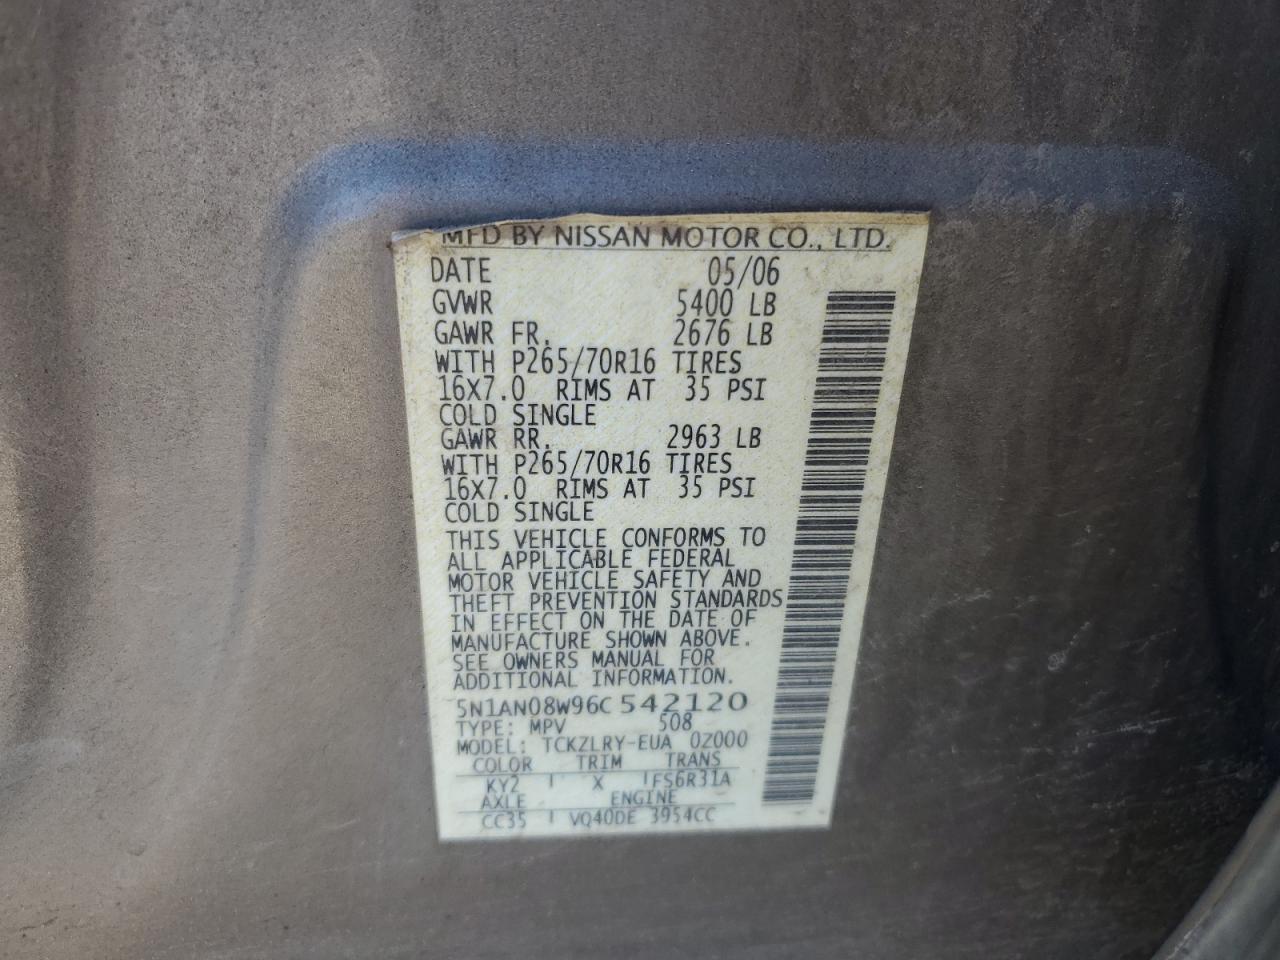 MFD BY NISSAN MOTOR CO., LTD.
DATE 05/06
GVWR 5400 LB
GAWR FR. 2676 LB
WITH P265/70R16 TIRES
16X7.0 RIMS AT 35 PSI
COLD SINGLE
GAWR RR. 2963 LB
WITH P265/70R16 TIRES
16X7.0 RIMS AT 35 PSI
COLD SINGLE
THIS VEHICLE CONFORMS TO
ALL APPLICABLE FEDERAL
MOTOR VEHICLE SAFETY AND
THEFT PREVENTION STANDARDS
IN EFFECT ON THE DATE OF
MANUFACTURE SHOWN ABOVE.
SEE OWNERS MANUAL FOR
ADDITIONAL INFORMATION.
5N1AN08W96C542120
TYPE: MPV 508
MODEL: TCKZLRY-EUA 0Z000
COLOR TRIM TRANS
KY2 X FS6R31A
AXLE ENGINE
CC35 VQ40DE 3954CC